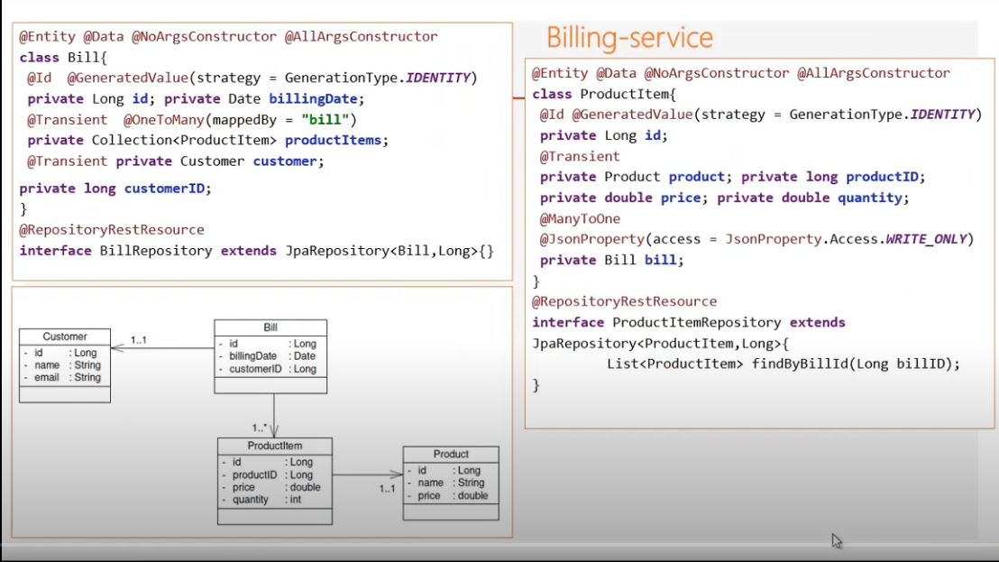 Billing-service
@Entity @Data @NoArgsConstructor @AllArgsConstructor
class Bill{
@Id @GeneratedValue(strategy = GenerationType.IDENTITY)
private Long id; private Date billingDate;
@Transient @OneToMany(mappedBy = "bill")
private Collection<ProductItem> productItems;
@Transient private Customer customer;
private long customerID;
}
@RepositoryRestResource
interface BillRepository extends JpaRepository<Bill,Long>{}
@Entity @Data @NoArgsConstructor @AllArgsConstructor
class ProductItem{
@Id @GeneratedValue(strategy = GenerationType.IDENTITY)
private Long id;
@Transient
private Product product; private long productID;
private double price; private double quantity;
@ManyToOne
@JsonProperty(access = JsonProperty.Access.WRITE_ONLY)
private Bill bill;
}
@RepositoryRestResource
interface ProductItemRepository extends
JpaRepository<ProductItem,Long>{
List<ProductItem> findByBillId(Long billID);
}
Customer
- id : Long
- name : String
- email : String
1..1
Bill
- id : Long
- billingDate : Date
- customerID : Long
1..*
ProductItem
- id : Long
- productID : Long
- price : double
- quantity : int
1..1
Product
- id : Long
- name : String
- price : double